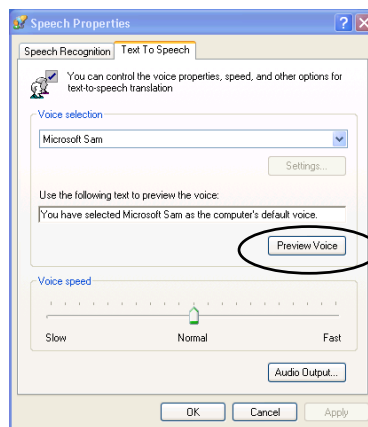 Speech Properties
Speech Recognition
Text To Speech
You can control the voice properties, speed, and other options for
text-to-speech translation
Voice selection
Microsoft Sam
Settings...
Use the following text to preview the voice:
You have selected Microsoft Sam as the computer's default voice.
Preview Voice
Voice speed
Slow Normal Fast
Audio Output...
OK Cancel Apply